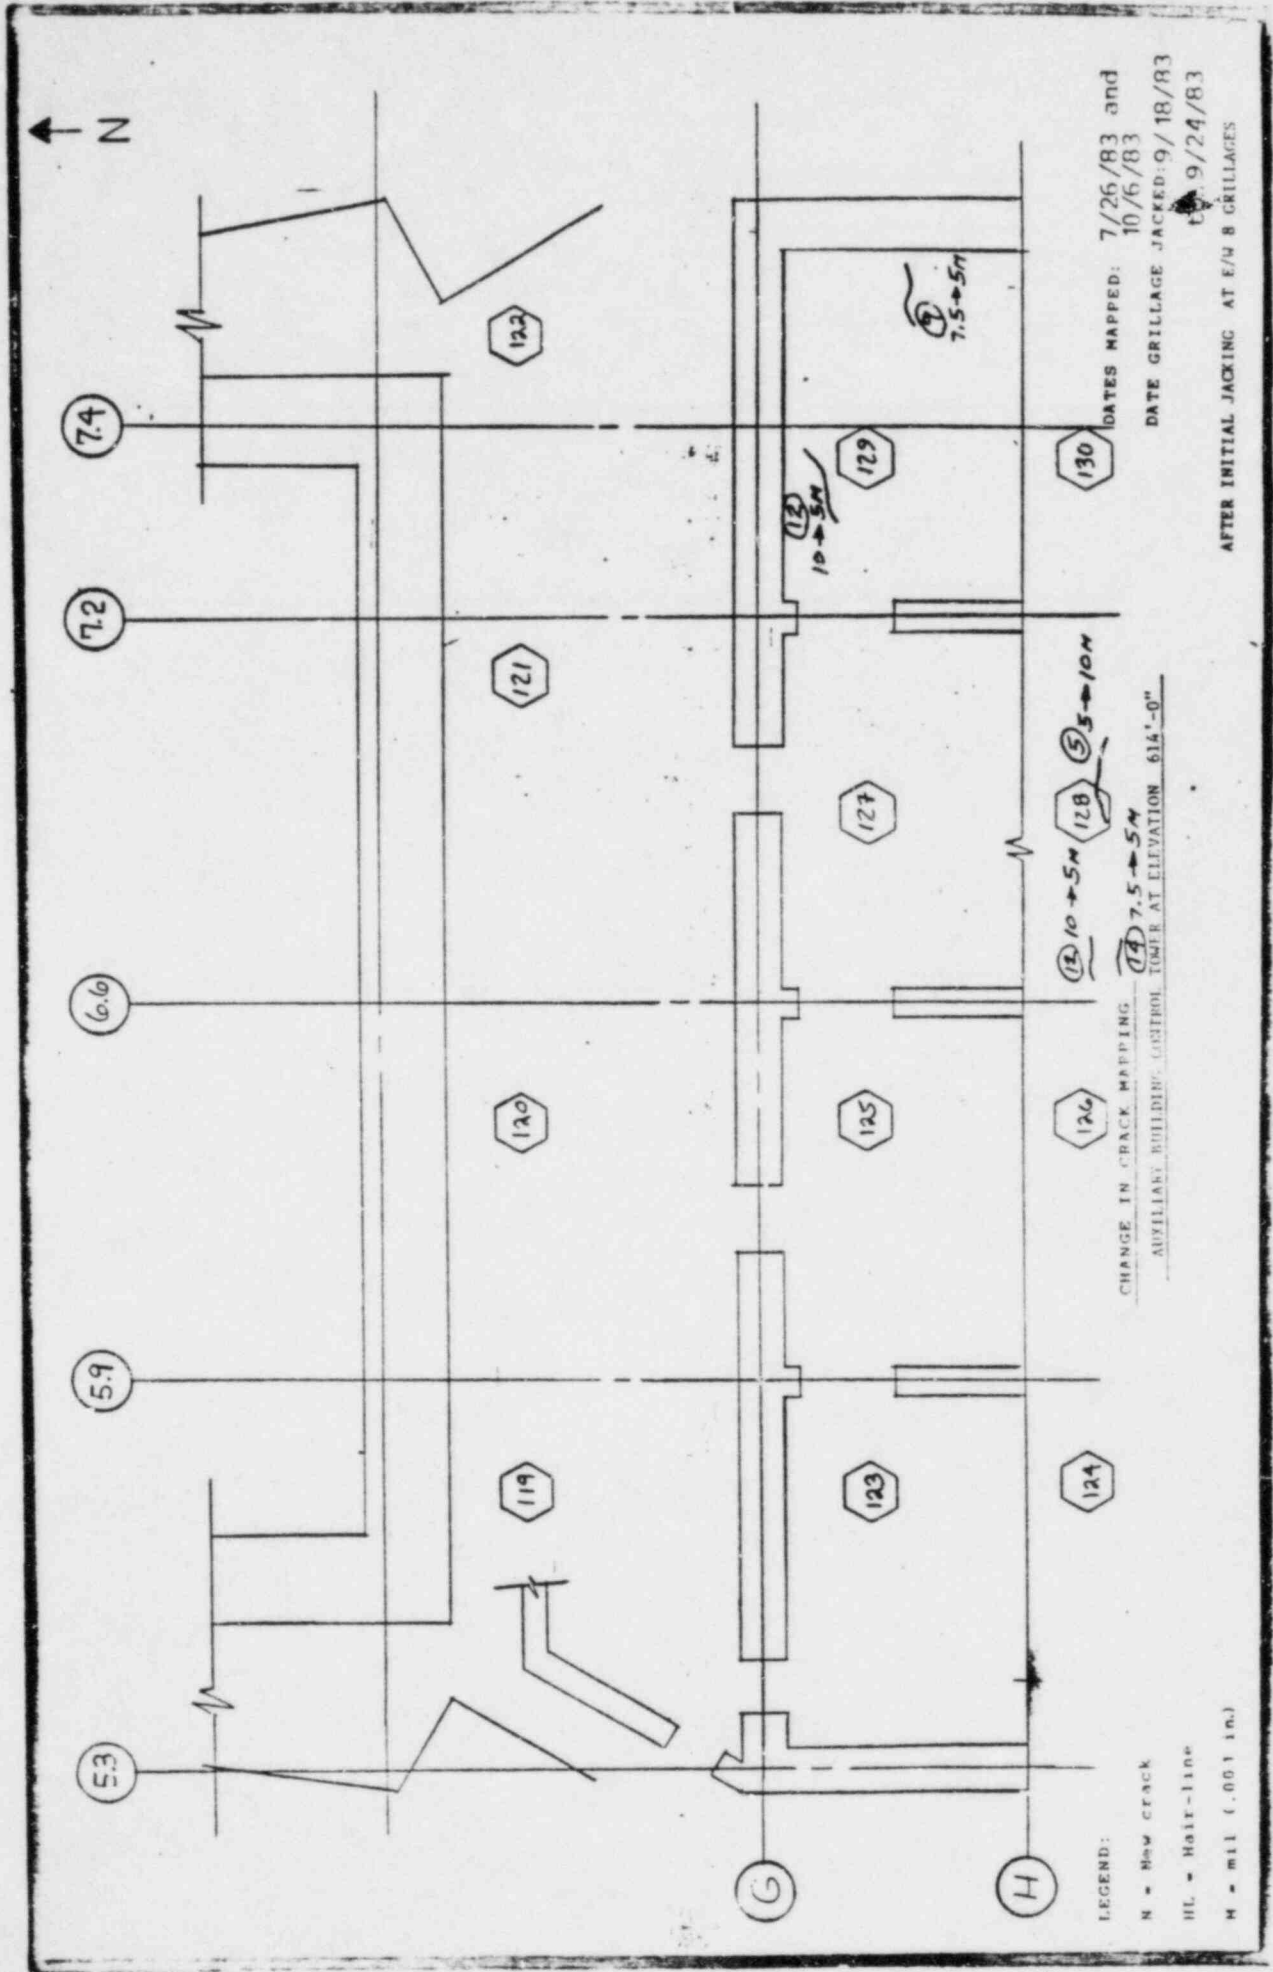 N
5.3
5.9
6.6
7.2
7.4
119
120
121
122
G
123
125
127
129
(13)
10→5M
(9)
7.5→5M
H
124
126
128
130
(12) 10→5M
(5) 5→10M
(14) 7.5→5M
LEGEND:
N = New crack
HL = Hair-line
M = mil (.001 in.)
CHANGE IN CRACK MAPPING
AUXILIARY BUILDING CONTROL TOWER AT ELEVATION 614'-0"
DATES MAPPED: 7/26/83 and
10/6/83
DATE GRILLAGE JACKED: 9/18/83
to 9/24/83
AFTER INITIAL JACKING AT E/W 8 GRILLAGES